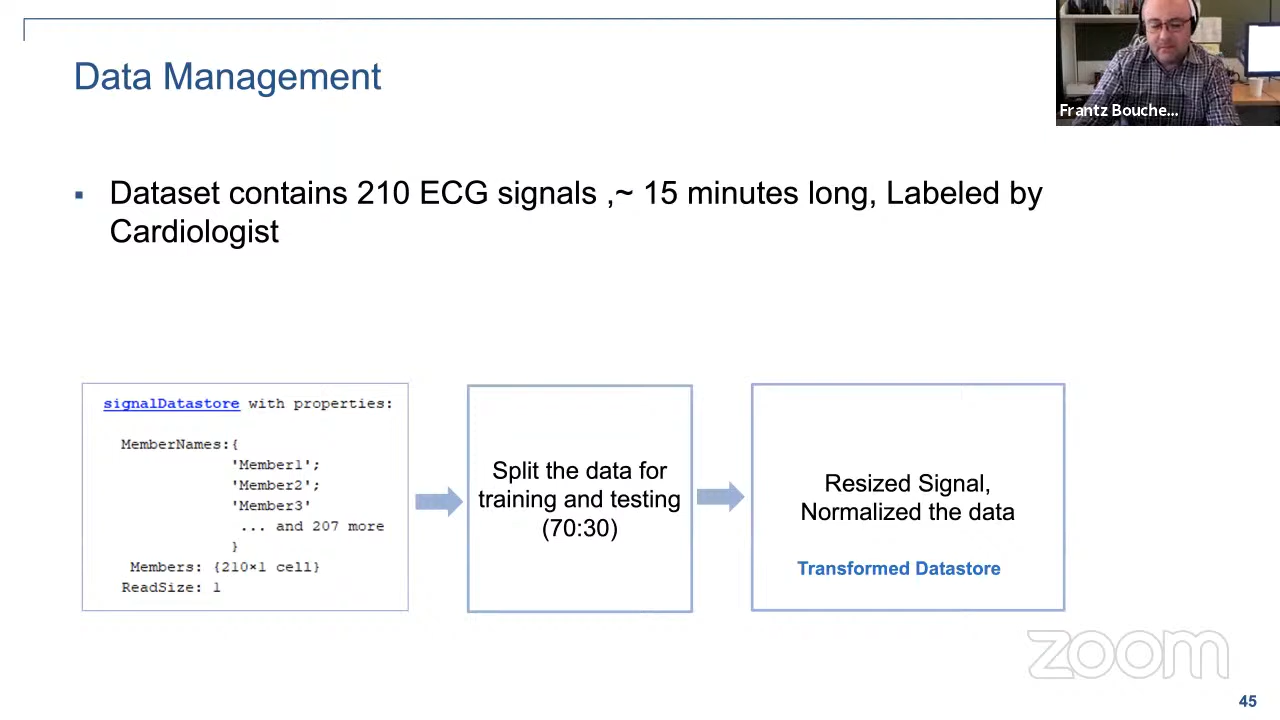 Data Management
Frantz Bouche...
▪ Dataset contains 210 ECG signals ,~ 15 minutes long, Labeled by
Cardiologist
signalDatastore with properties:
MemberNames:{
'Member1';
'Member2';
'Member3'
... and 207 more
}
Members: {210×1 cell}
ReadSize: 1
Split the data for
training and testing
(70:30)
Resized Signal,
Normalized the data
Transformed Datastore
zoom
45